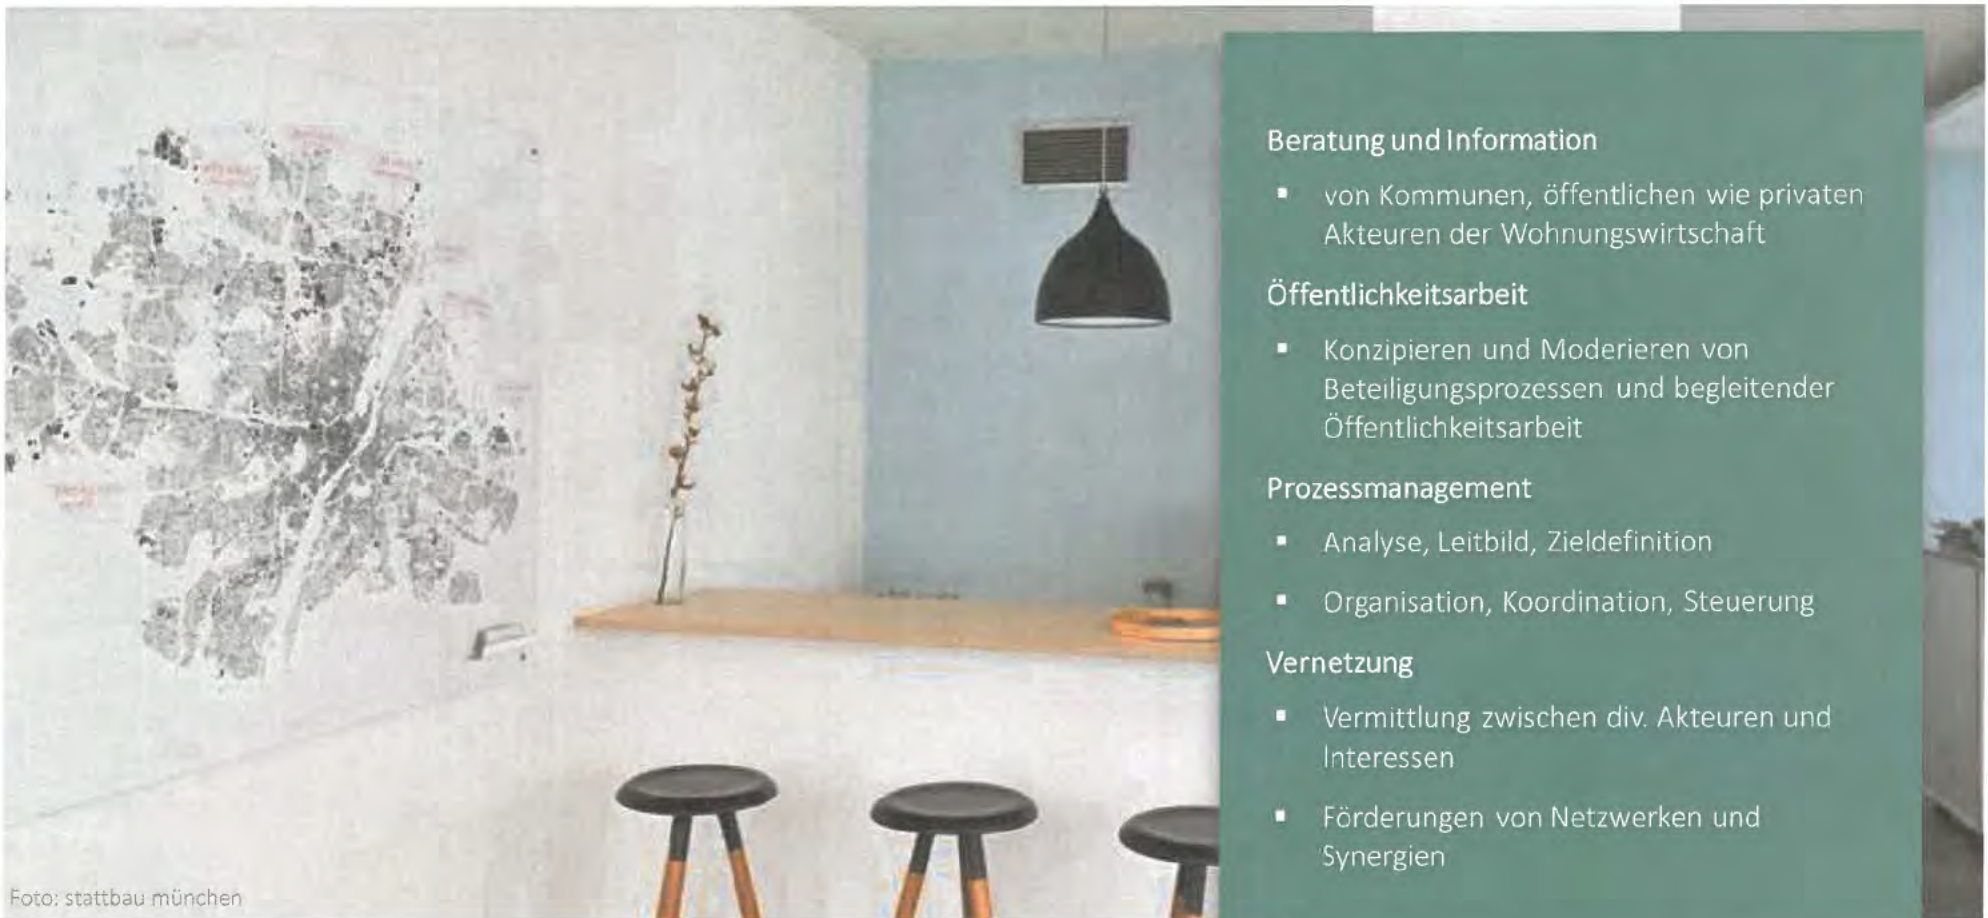 Beratung und Information
▪ von Kommunen, öffentlichen wie privaten
Akteuren der Wohnungswirtschaft
Öffentlichkeitsarbeit
▪ Konzipieren und Moderieren von
Beteiligungsprozessen und begleitender
Öffentlichkeitsarbeit
Prozessmanagement
▪ Analyse, Leitbild, Zieldefinition
▪ Organisation, Koordination, Steuerung
Vernetzung
▪ Vermittlung zwischen div. Akteuren und
Interessen
▪ Förderungen von Netzwerken und
Synergien
Foto: stattbau münchen